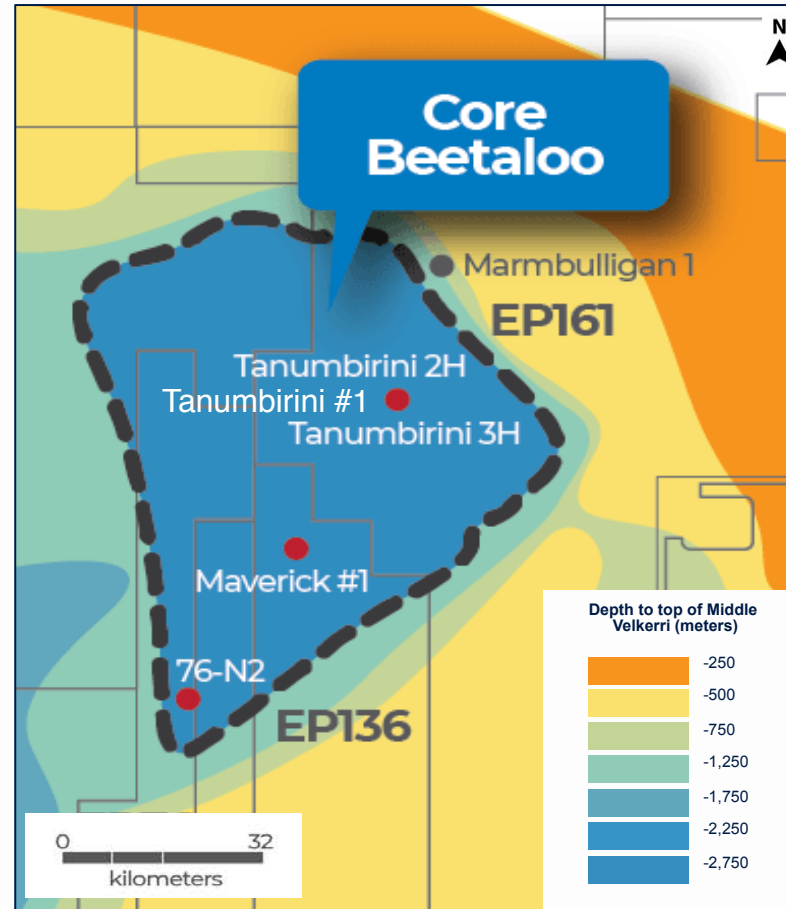 N
Core
Beetaloo
Marmbulligan 1
EP161
Tanumbirini 2H
Tanumbirini #1
Tanumbirini 3H
Maverick #1
76-N2
EP136
0 32
kilometers
Depth to top of Middle
Velkerri (meters)
-250
-500
-750
-1,250
-1,750
-2,250
-2,750